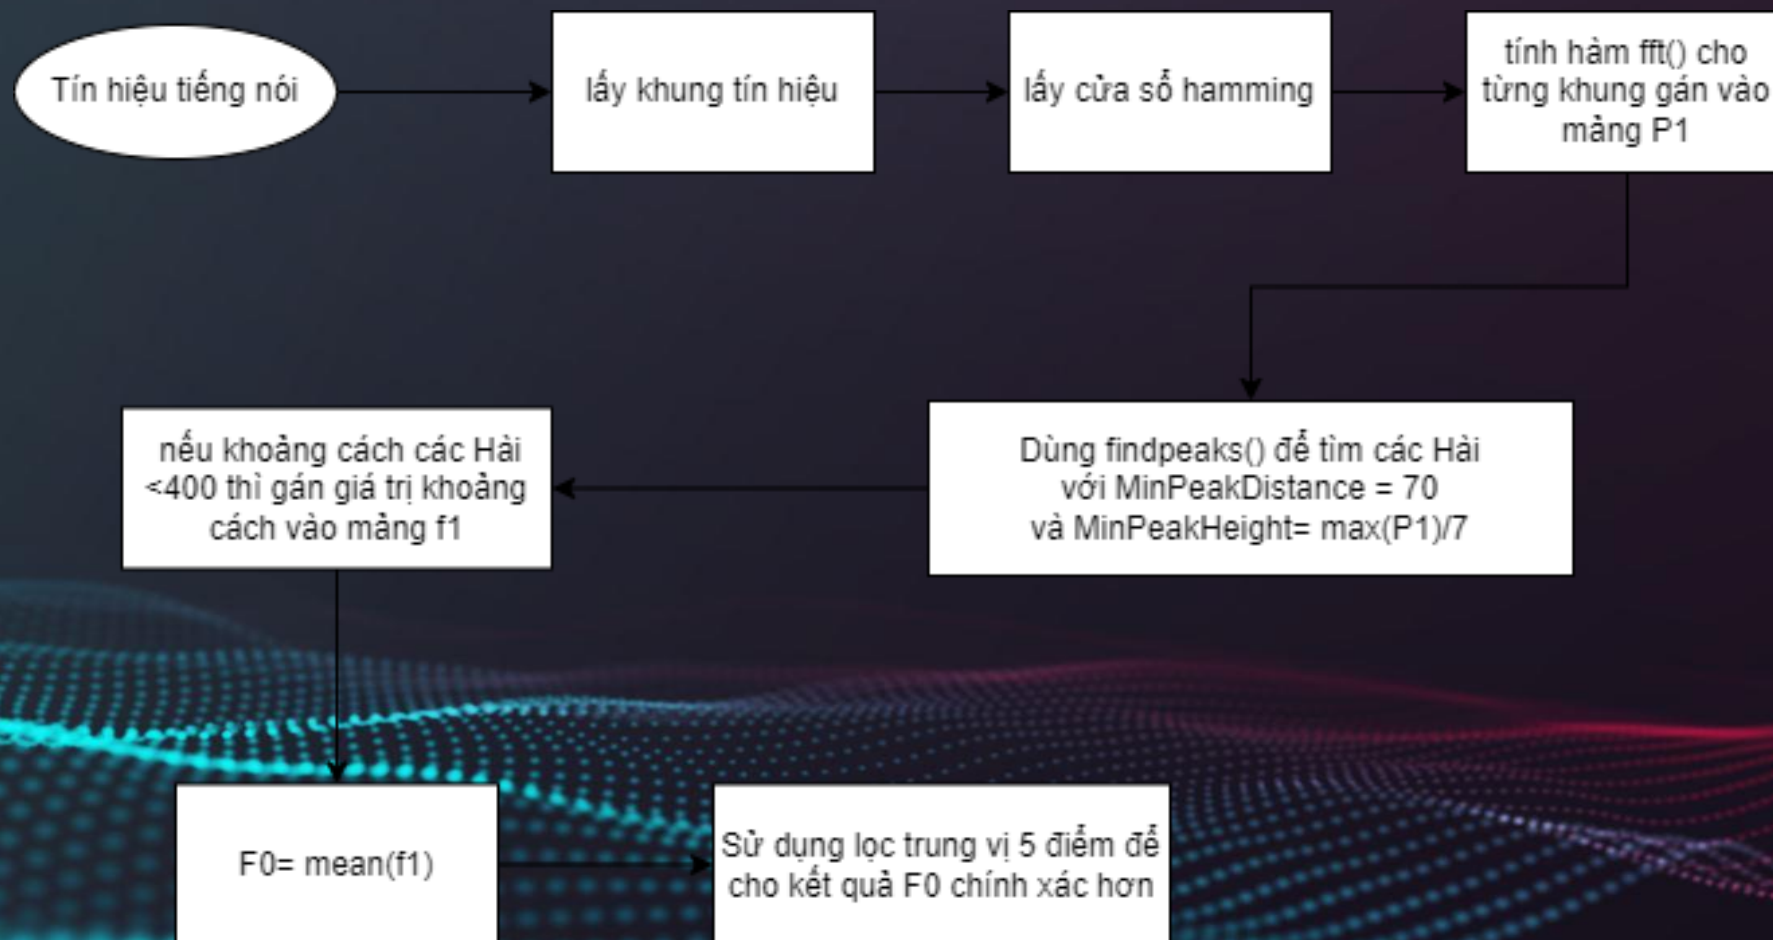 Tín hiệu tiếng nói
lấy khung tín hiệu
lấy cửa sổ hamming
tính hàm fft() cho
từng khung gán vào
mảng P1
Dùng findpeaks() để tìm các Hài
với MinPeakDistance = 70
và MinPeakHeight= max(P1)/7
nếu khoảng cách các Hài
<400 thì gán giá trị khoảng
cách vào mảng f1
F0= mean(f1)
Sử dụng lọc trung vị 5 điểm để
cho kết quả F0 chính xác hơn